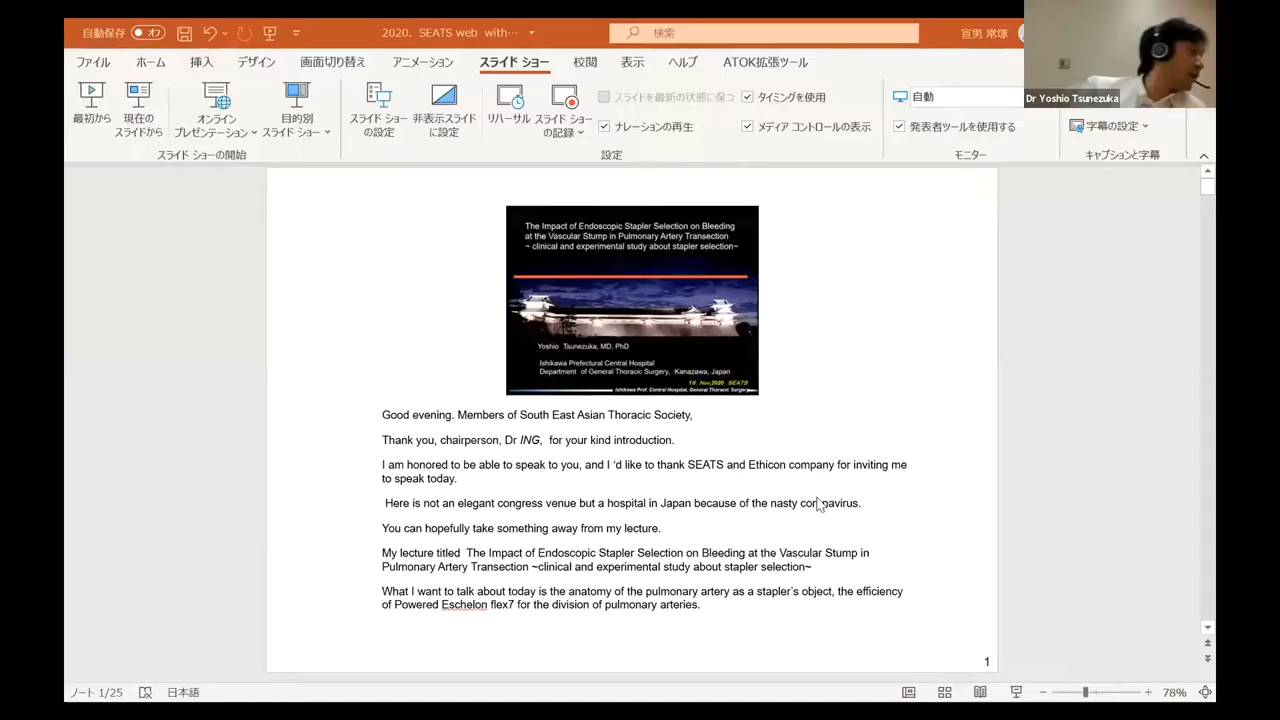 自動保存 オフ 2020. SEATS web with… 検索 宣男 常塚
ファイル ホーム 挿入 デザイン 画面切り替え アニメーション スライド ショー 校閲 表示 ヘルプ ATOK拡張ツール
最初から 現在の スライドから オンライン プレゼンテーション 目的別 スライド ショー スライド ショー の設定 非表示スライド に設定 リハーサル スライド ショー の記録
スライドを最新の状態に保つ タイミングを使用 自動
ナレーションの再生 メディア コントロールの表示 発表者ツールを使用する 字幕の設定
スライド ショーの開始 設定 モニター キャプションと字幕
Dr Yoshio Tsunezuka
The Impact of Endoscopic Stapler Selection on Bleeding
at the Vascular Stump in Pulmonary Artery Transection
~ clinical and experimental study about stapler selection~
Yoshio Tsunezuka, MD, PhD
Ishikawa Prefectural Central Hospital
Department of General Thoracic Surgery, Kanazawa, Japan
16. Nov,2020 SEATS
Ishikawa Pref. Central Hospital, General Thoracic Surgery
Good evening. Members of South East Asian Thoracic Society,
Thank you, chairperson, Dr ING, for your kind introduction.
I am honored to be able to speak to you, and I 'd like to thank SEATS and Ethicon company for inviting me
to speak today.
Here is not an elegant congress venue but a hospital in Japan because of the nasty coronavirus.
You can hopefully take something away from my lecture.
My lecture titled The Impact of Endoscopic Stapler Selection on Bleeding at the Vascular Stump in
Pulmonary Artery Transection ~clinical and experimental study about stapler selection~
What I want to talk about today is the anatomy of the pulmonary artery as a stapler's object, the efficiency
of Powered Eschelon flex7 for the division of pulmonary arteries.
1
ノート 1/25 日本語 78%